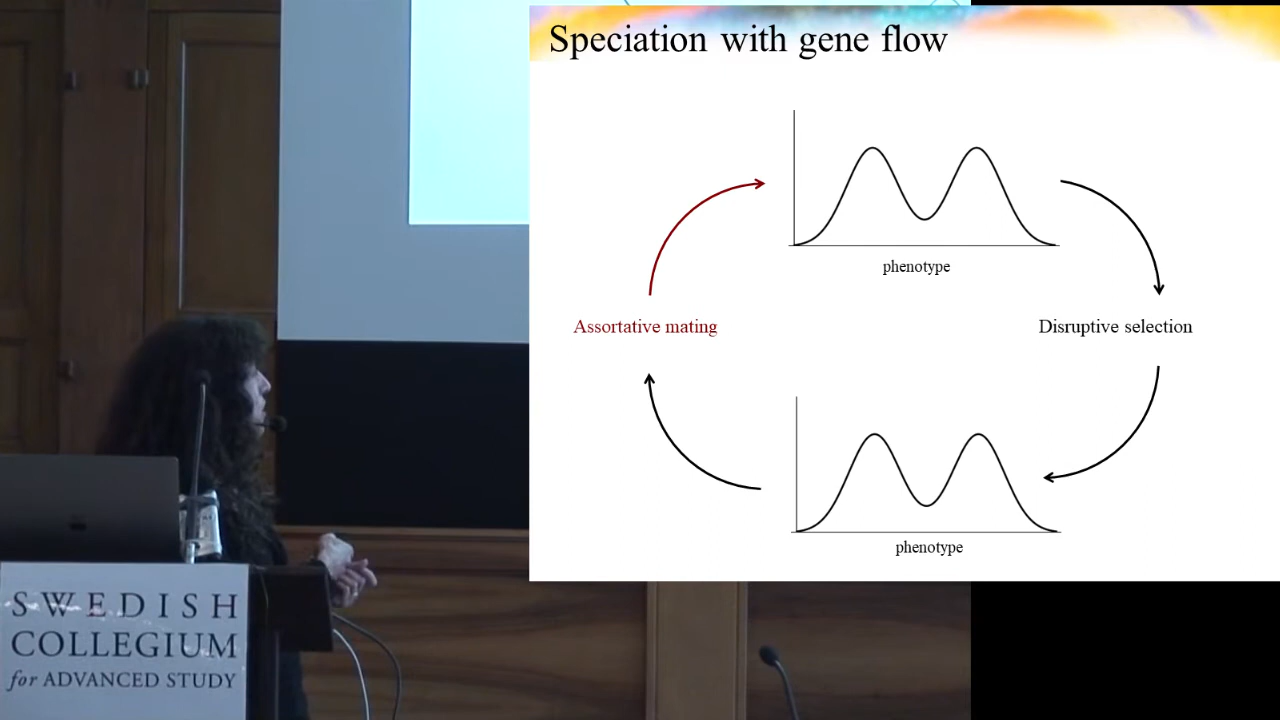 Speciation with gene flow
phenotype
Assortative mating
Disruptive selection
phenotype
SWEDISH
COLLEGIUM
for ADVANCED STUDY